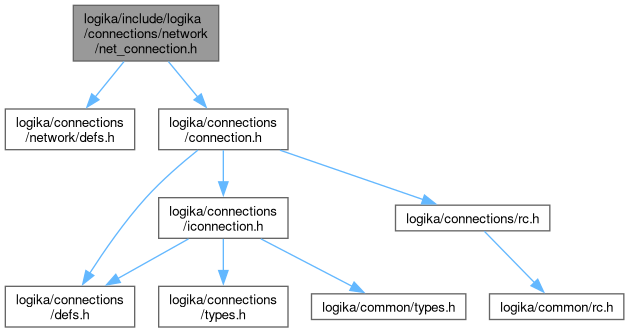 logika/include/logika
/connections/network
/net_connection.h
logika/connections
/network/defs.h
logika/connections
/connection.h
logika/connections
/iconnection.h
logika/connections/rc.h
logika/connections
/defs.h
logika/connections
/types.h
logika/common/types.h
logika/common/rc.h